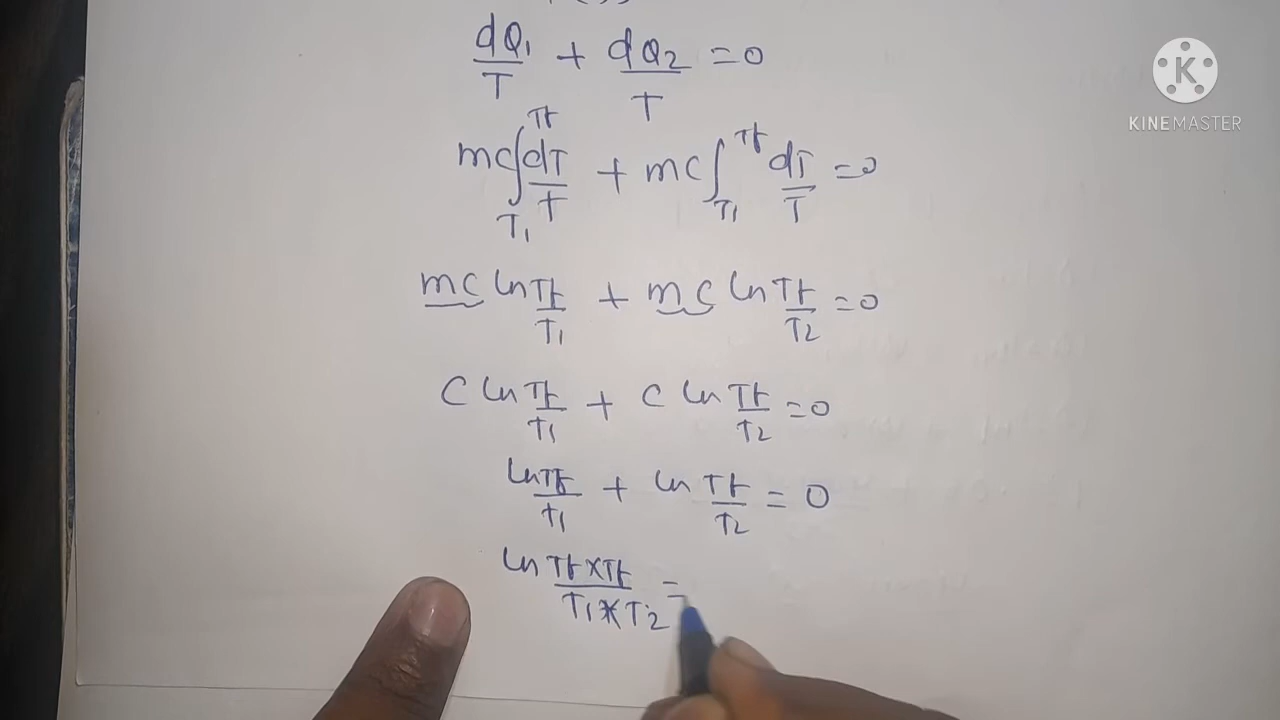 dQ₁/T + dQ₂/T = 0
K
KINEMASTER
mc∫_{T₁}^{Tf} dT/T + mc∫_{T₁}^{Tf} dT/T = 0
mc ln Tf/T₁ + mc ln Tf/T₂ = 0
C ln Tf/T₁ + C ln Tf/T₂ = 0
ln Tf/T₁ + ln Tf/T₂ = 0
ln Tf×Tf/T₁×T₂ =